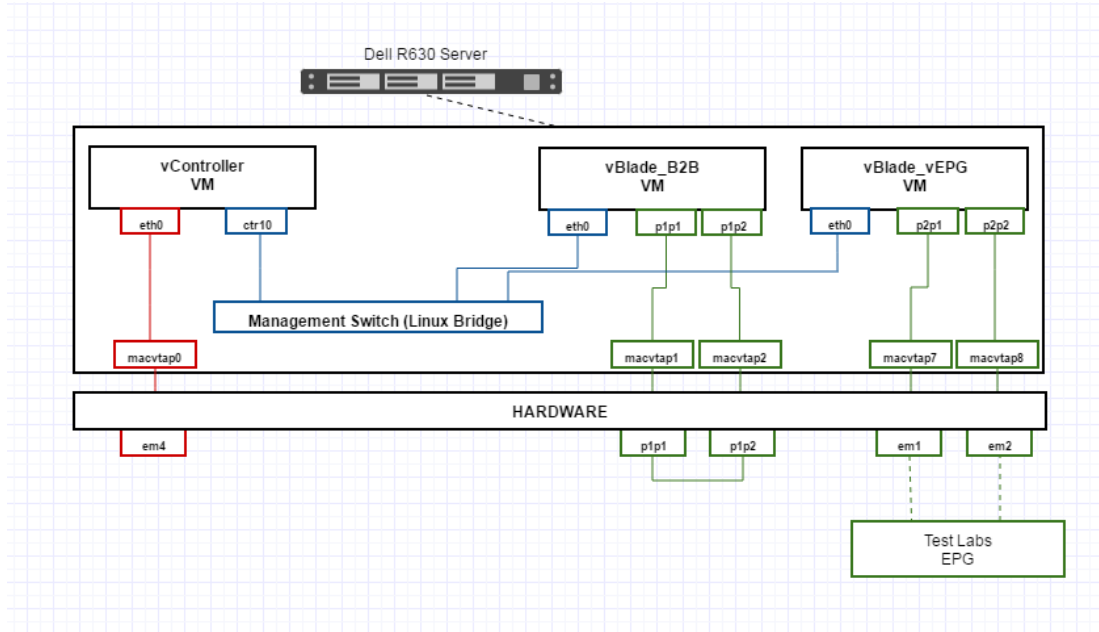 Dell R630 Server
vController
VM
vBlade_B2B
VM
vBlade_vEPG
VM
eth0
ctr10
eth0
p1p1
p1p2
eth0
p2p1
p2p2
Management Switch (Linux Bridge)
macvtap0
macvtap1
macvtap2
macvtap7
macvtap8
HARDWARE
em4
p1p1
p1p2
em1
em2
Test Labs
EPG